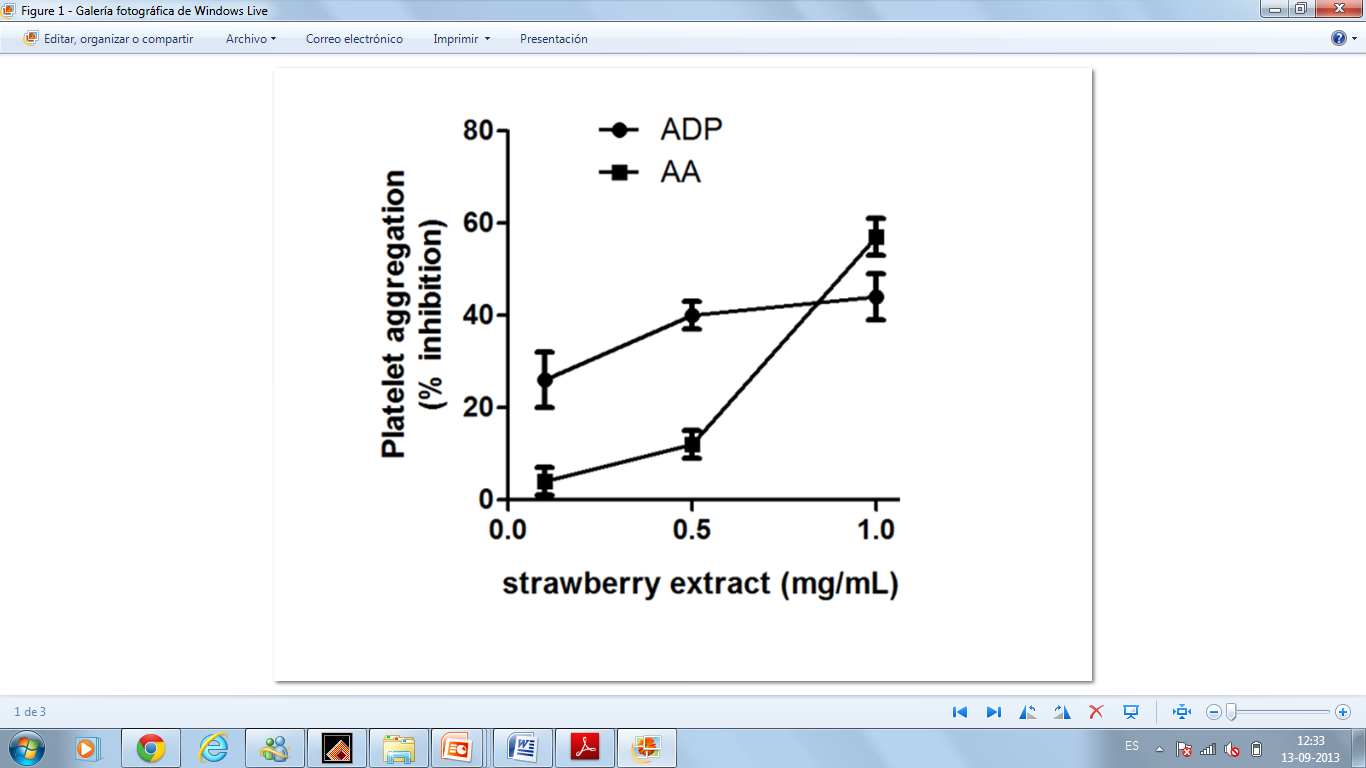 Figure 1 - Galería fotográfica de Windows Live
Editar, organizar o compartir Archivo Correo electrónico Imprimir Presentación
ADP
AA
80
60
40
20
0
Platelet aggregation
(% inhibition)
0.0 0.5 1.0
strawberry extract (mg/mL)
1 de 3
ES
12:33
13-09-2013